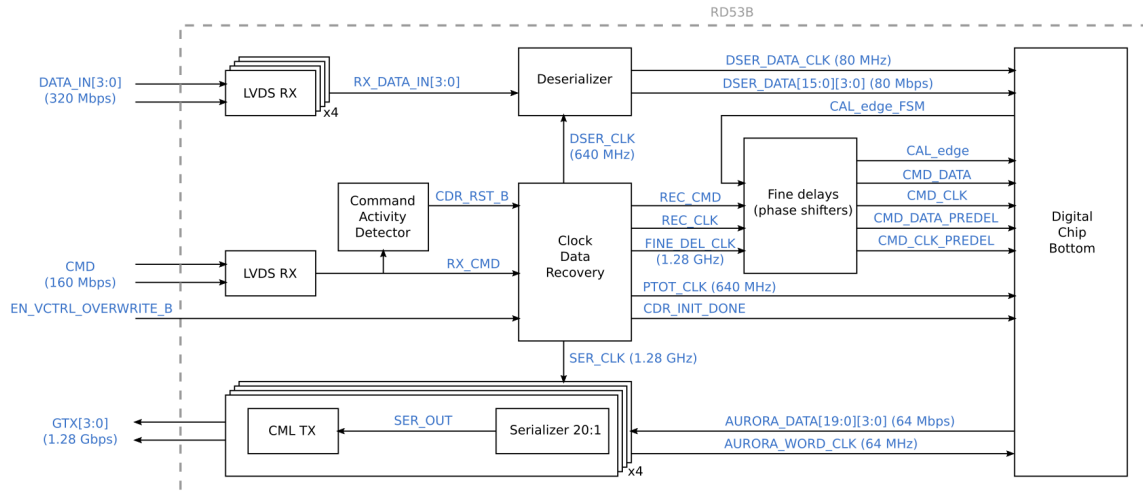 RD53B
DATA_IN[3:0]
(320 Mbps)
LVDS RX
x4
RX_DATA_IN[3:0]
Deserializer
DSER_DATA_CLK (80 MHz)
DSER_DATA[15:0][3:0] (80 Mbps)
CAL_edge_FSM
DSER_CLK
(640 MHz)
Command
Activity
Detector
CDR_RST_B
CMD
(160 Mbps)
LVDS RX
RX_CMD
EN_VCTRL_OVERWRITE_B
Clock
Data
Recovery
REC_CMD
REC_CLK
FINE_DEL_CLK
(1.28 GHz)
Fine delays
(phase shifters)
CAL_edge
CMD_DATA
CMD_CLK
CMD_DATA_PREDEL
CMD_CLK_PREDEL
PTOT_CLK (640 MHz)
CDR_INIT_DONE
Digital
Chip
Bottom
SER_CLK (1.28 GHz)
GTX[3:0]
(1.28 Gbps)
CML TX
SER_OUT
Serializer 20:1
x4
AURORA_DATA[19:0][3:0] (64 Mbps)
AURORA_WORD_CLK (64 MHz)